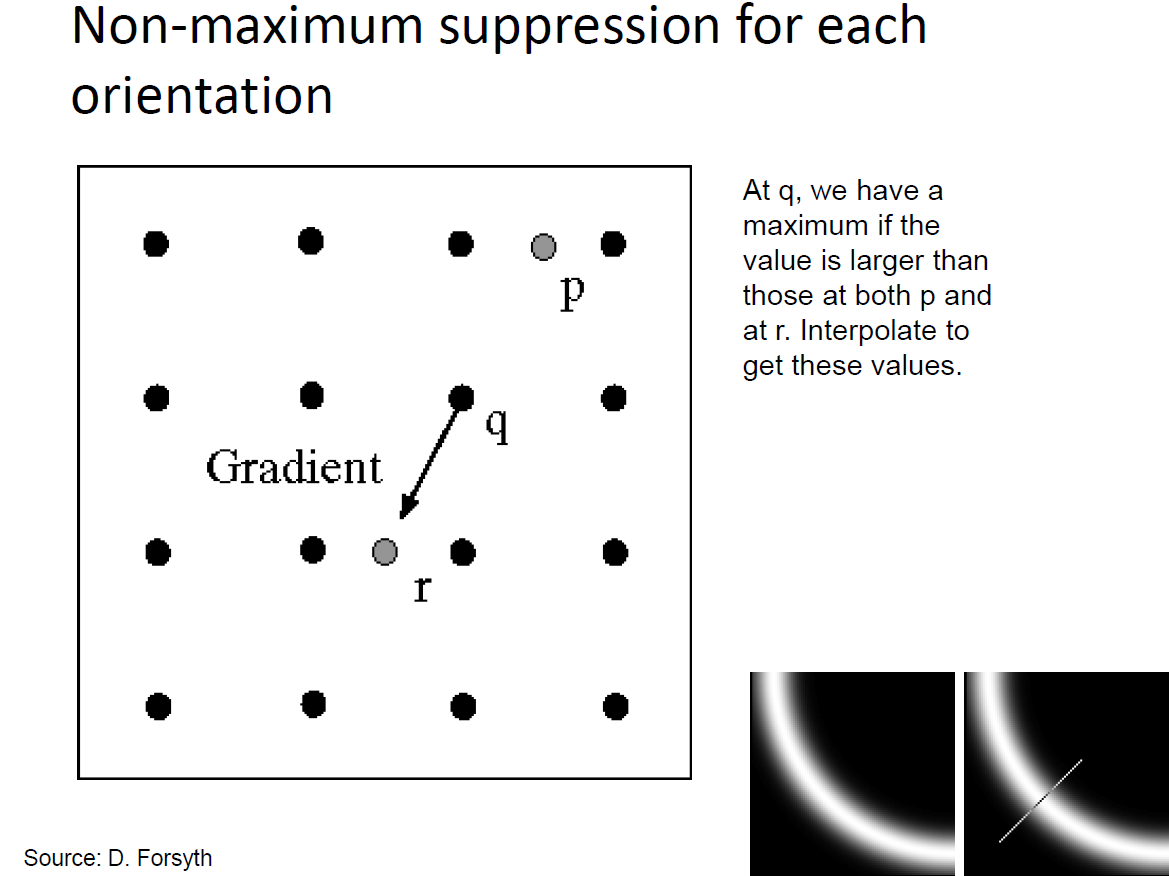 Non-maximum suppression for each
orientation
At q, we have a
maximum if the
value is larger than
those at both p and
at r. Interpolate to
get these values.
p
q
Gradient
r
Source: D. Forsyth